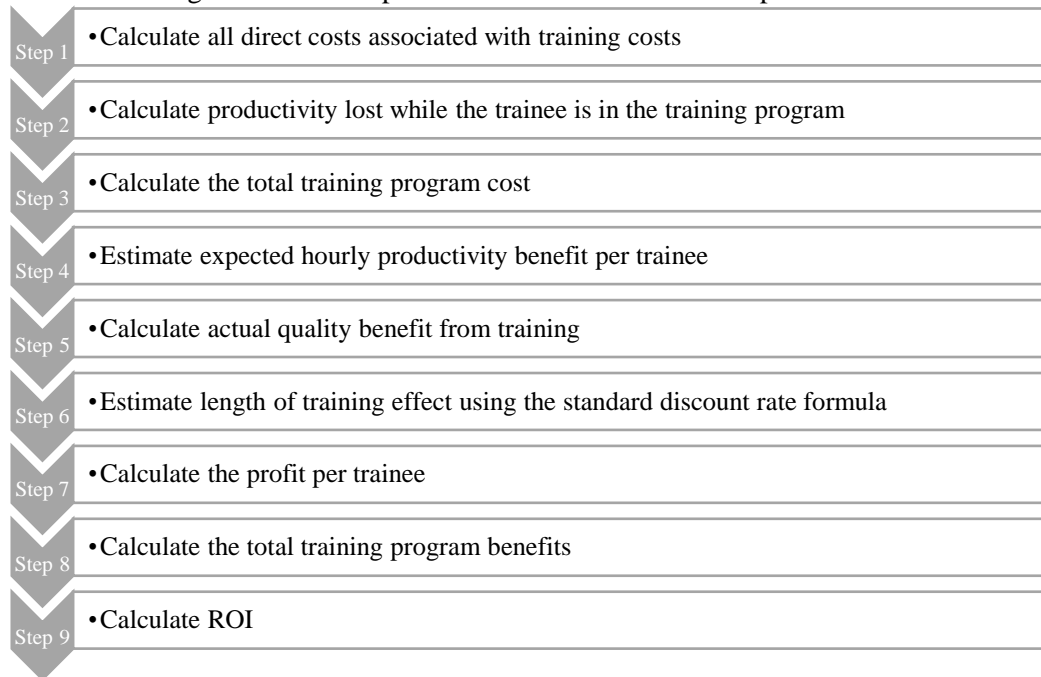 Step 1
•Calculate all direct costs associated with training costs
Step 2
•Calculate productivity lost while the trainee is in the training program
Step 3
•Calculate the total training program cost
Step 4
•Estimate expected hourly productivity benefit per trainee
Step 5
•Calculate actual quality benefit from training
Step 6
•Estimate length of training effect using the standard discount rate formula
Step 7
•Calculate the profit per trainee
Step 8
•Calculate the total training program benefits
Step 9
•Calculate ROI